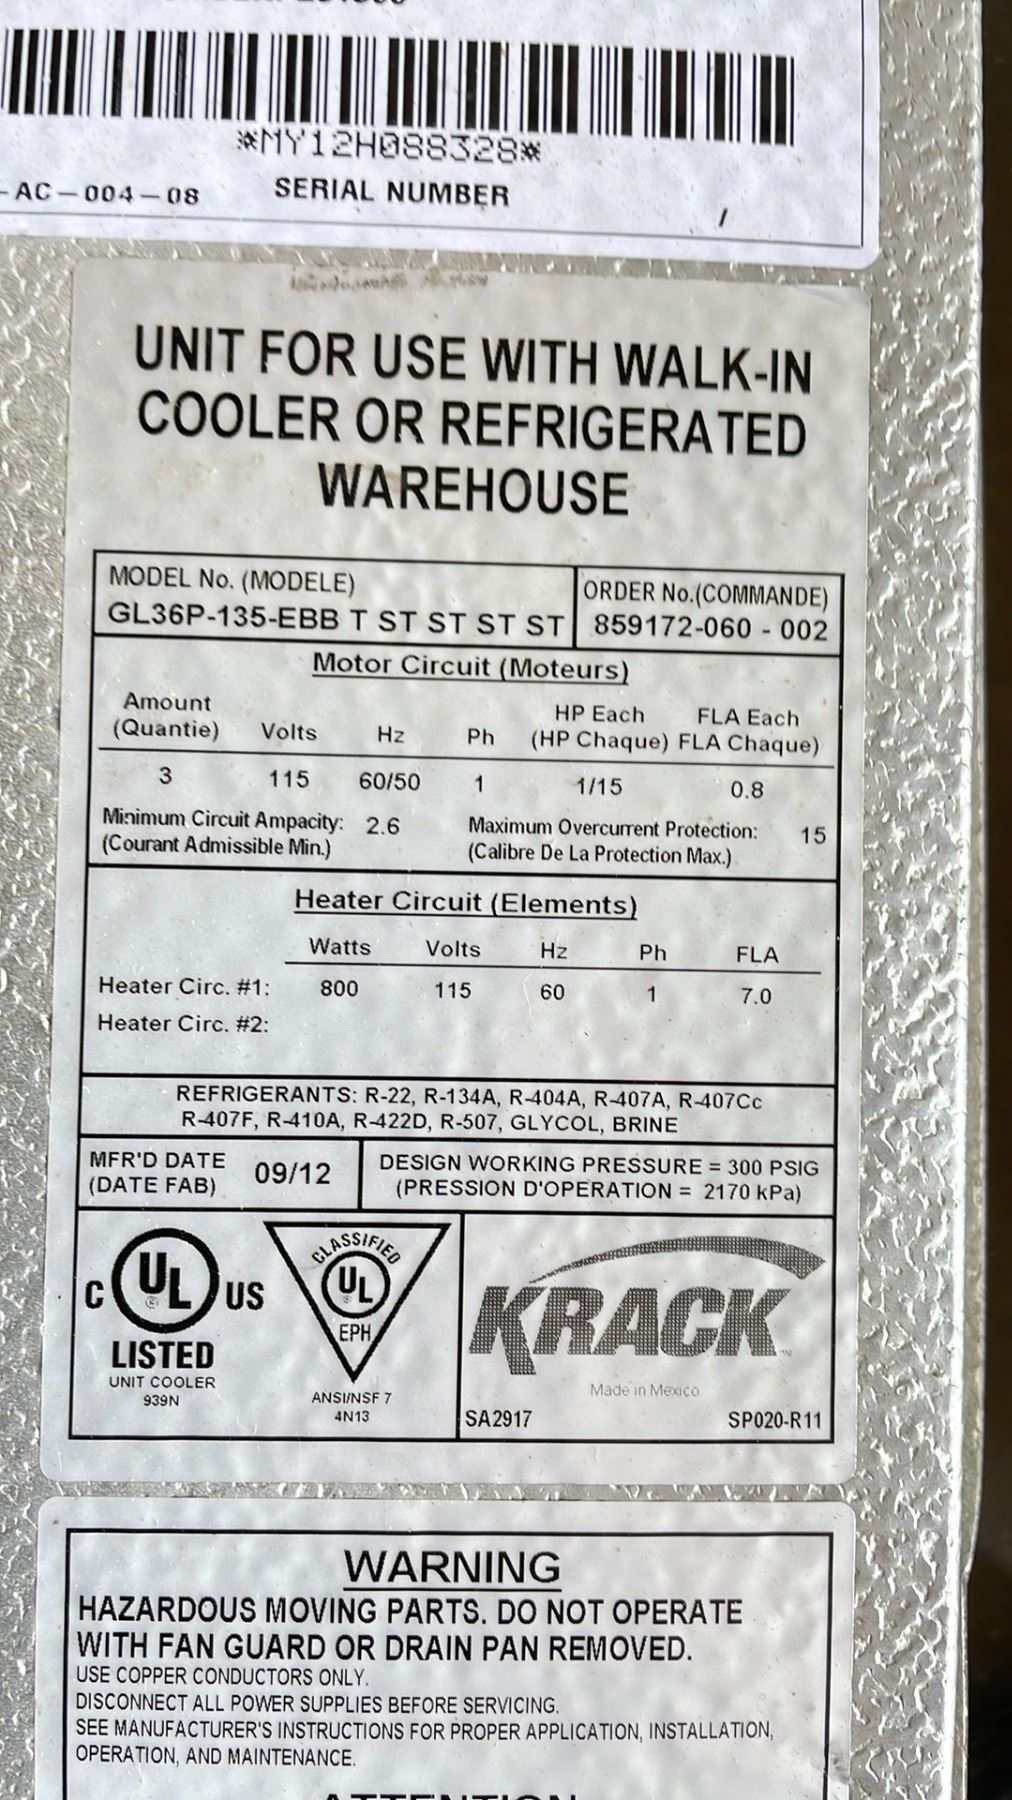 *MY12H088328*
-AC-004-08 SERIAL NUMBER
UNIT FOR USE WITH WALK-IN
COOLER OR REFRIGERATED
WAREHOUSE
MODEL No. (MODELE)
GL36P-135-EBB T ST ST ST ST
ORDER No.(COMMANDE)
859172-060 - 002
Motor Circuit (Moteurs)
Amount
(Quantie) Volts Hz Ph HP Each
(HP Chaque) FLA Each
FLA Chaque)
3 115 60/50 1 1/15 0.8
Minimum Circuit Ampacity: 2.6
(Courant Admissible Min.)
Maximum Overcurrent Protection: 15
(Calibre De La Protection Max.)
Heater Circuit (Elements)
Watts Volts Hz Ph FLA
Heater Circ. #1: 800 115 60 1 7.0
Heater Circ. #2:
REFRIGERANTS: R-22, R-134A, R-404A, R-407A, R-407Cc
R-407F, R-410A, R-422D, R-507, GLYCOL, BRINE
MFR'D DATE
(DATE FAB) 09/12
DESIGN WORKING PRESSURE = 300 PSIG
(PRESSION D'OPERATION = 2170 kPa)
C UL ® US
LISTED
UNIT COOLER
939N
CLASSIFIED
UL ®
EPH
ANSI/NSF 7
4N13
KRACK
Made in Mexico
SA2917 SP020-R11
WARNING
HAZARDOUS MOVING PARTS. DO NOT OPERATE
WITH FAN GUARD OR DRAIN PAN REMOVED.
USE COPPER CONDUCTORS ONLY.
DISCONNECT ALL POWER SUPPLIES BEFORE SERVICING.
SEE MANUFACTURER'S INSTRUCTIONS FOR PROPER APPLICATION, INSTALLATION,
OPERATION, AND MAINTENANCE.
ATTENTION